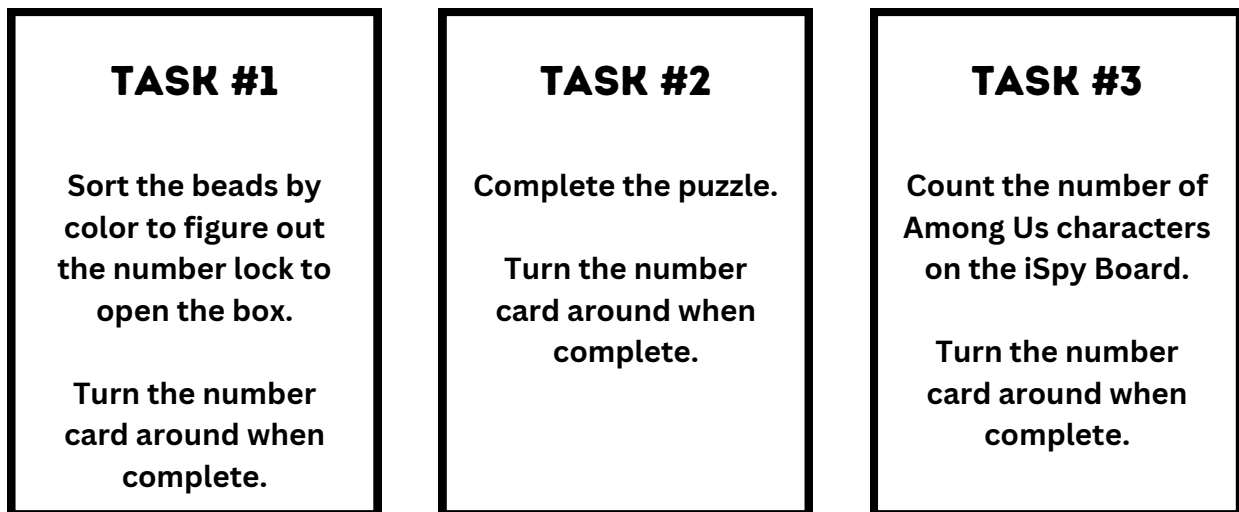 TASK #1
Sort the beads by
color to figure out
the number lock to
open the box.
Turn the number
card around when
complete.
TASK #2
Complete the puzzle.
Turn the number
card around when
complete.
TASK #3
Count the number of
Among Us characters
on the iSpy Board.
Turn the number
card around when
complete.